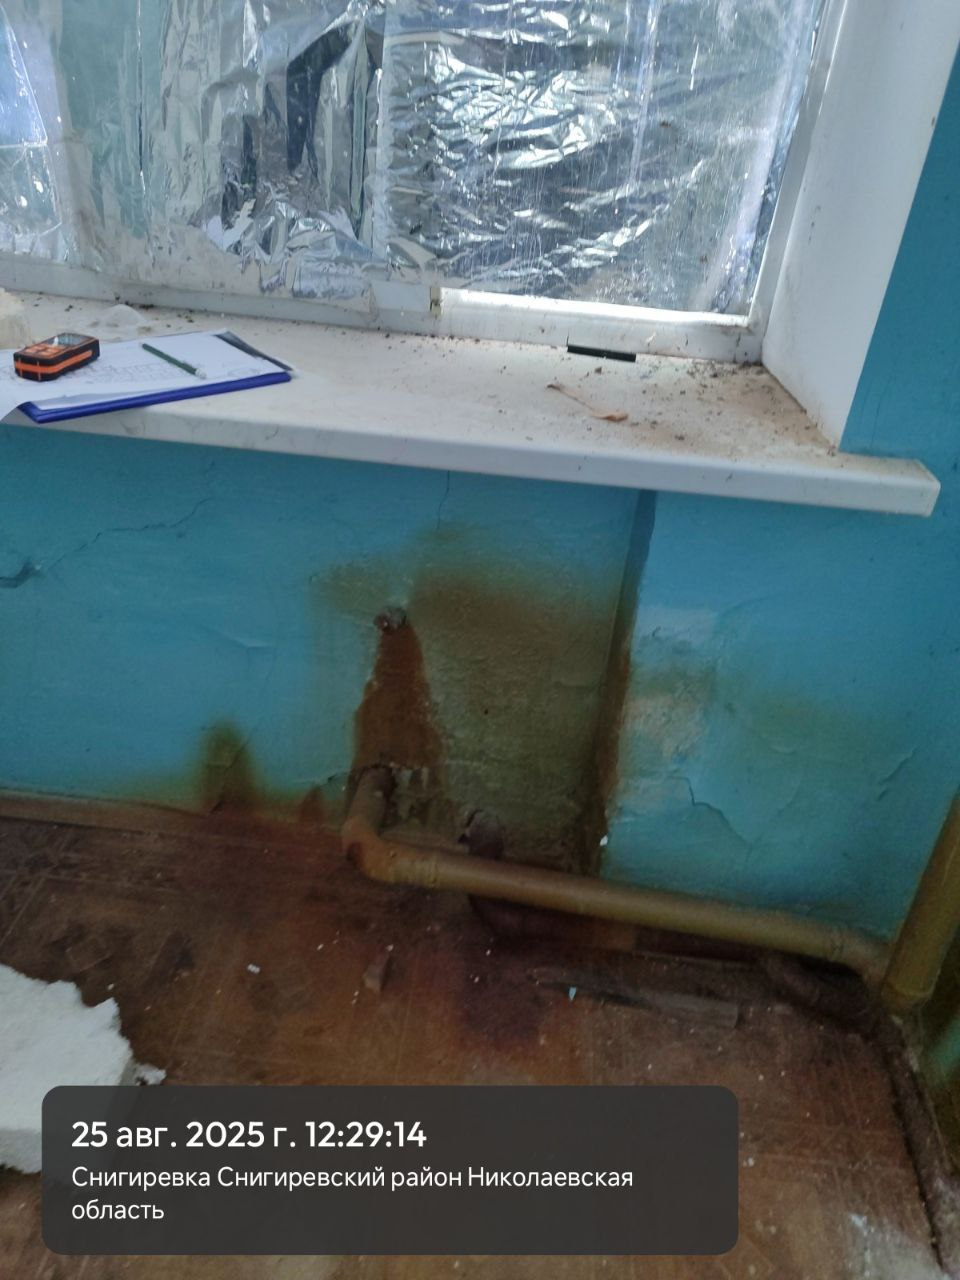 25 авг. 2025 г. 12:29:14
Снигиревка Снигиревский район Николаевская
область